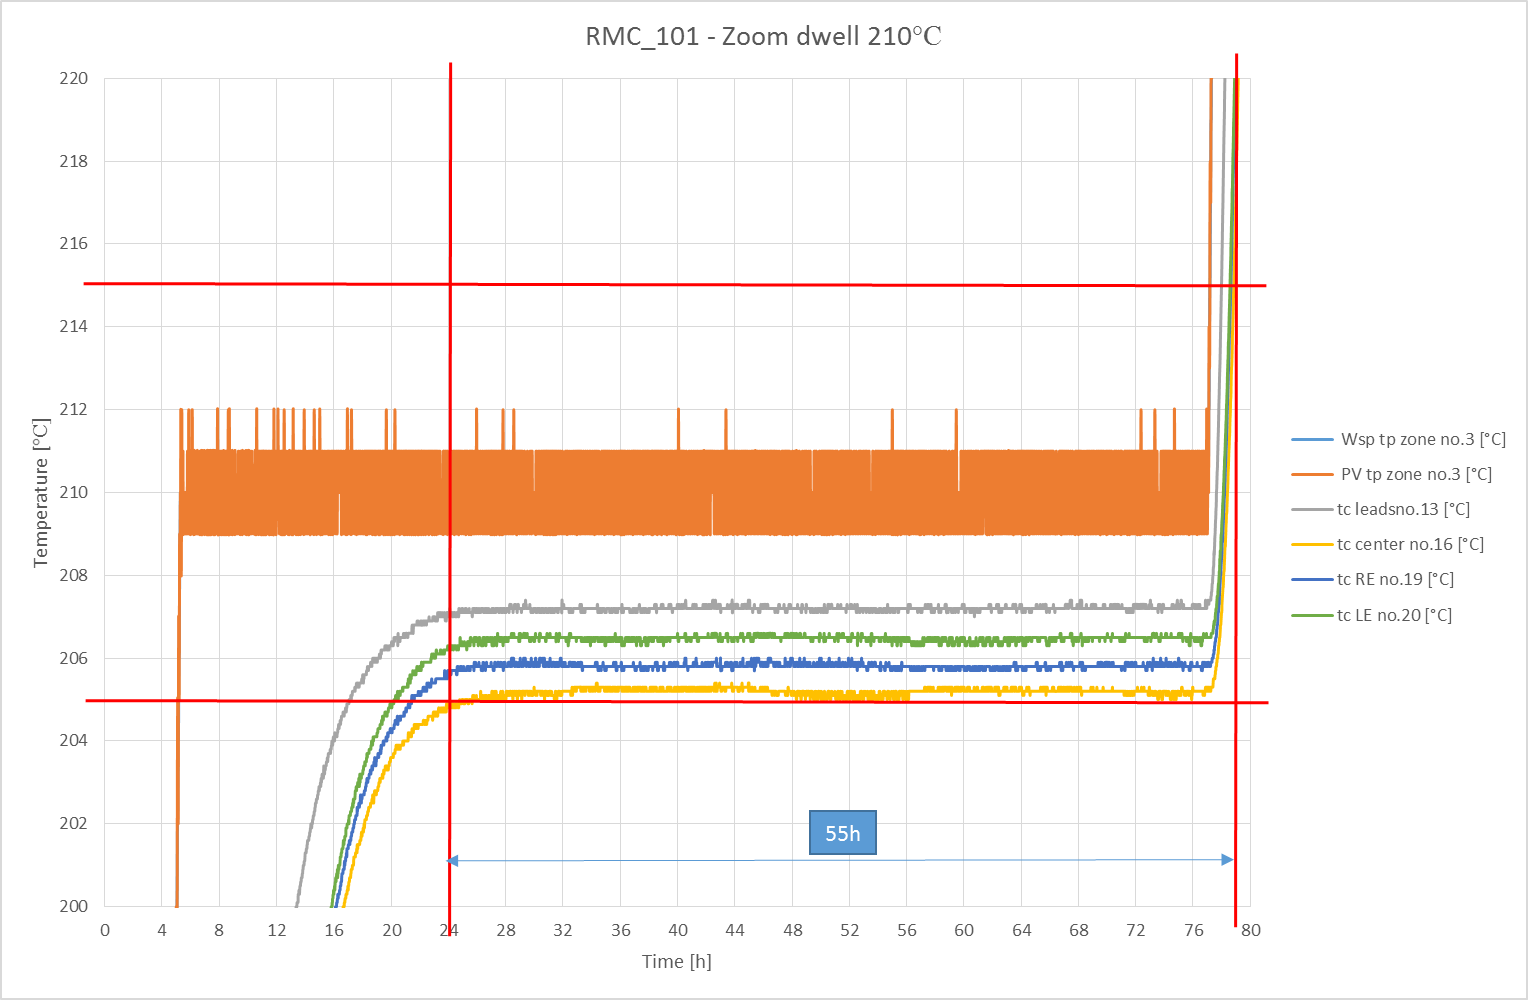 RMC_101 - Zoom dwell 210°C
220
218
216
214
212
210
208
206
204
202
200
Temperature [°C]
55h
0 4 8 12 16 20 24 28 32 36 40 44 48 52 56 60 64 68 72 76 80
Time [h]
Wsp tp zone no.3 [°C]
PV tp zone no.3 [°C]
tc leadsno.13 [°C]
tc center no.16 [°C]
tc RE no.19 [°C]
tc LE no.20 [°C]